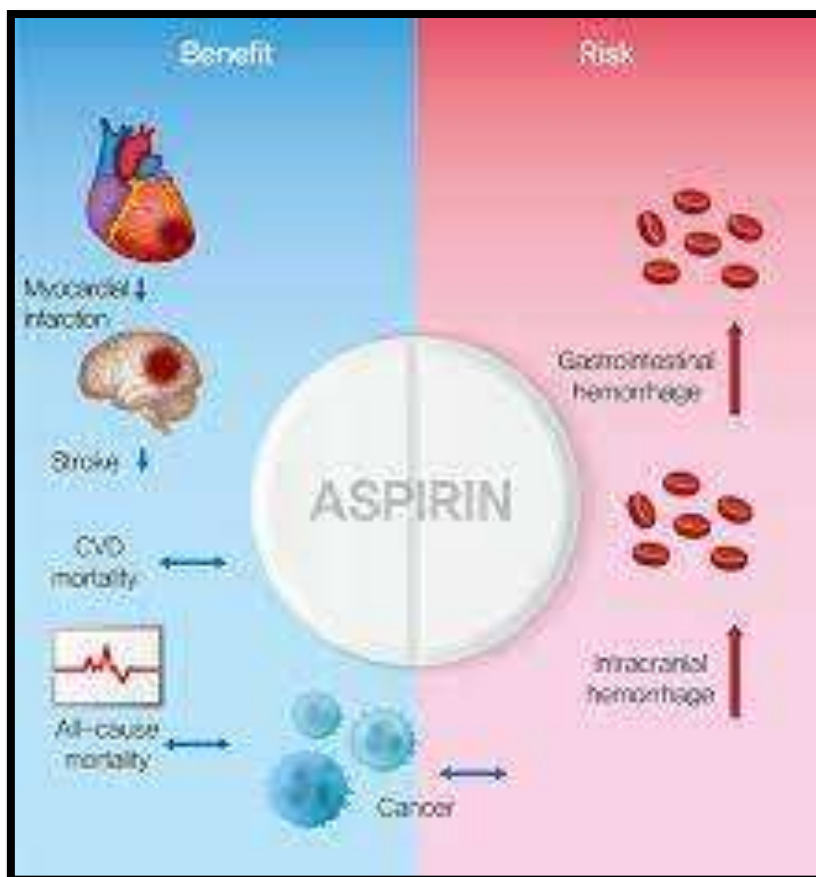 Benefit
Risk
Myocardial
infarction
Stroke
CVD
mortality
All-cause
mortality
ASPIRIN
Gastrointestinal
hemorrhage
Intracranial
hemorrhage
Cancer